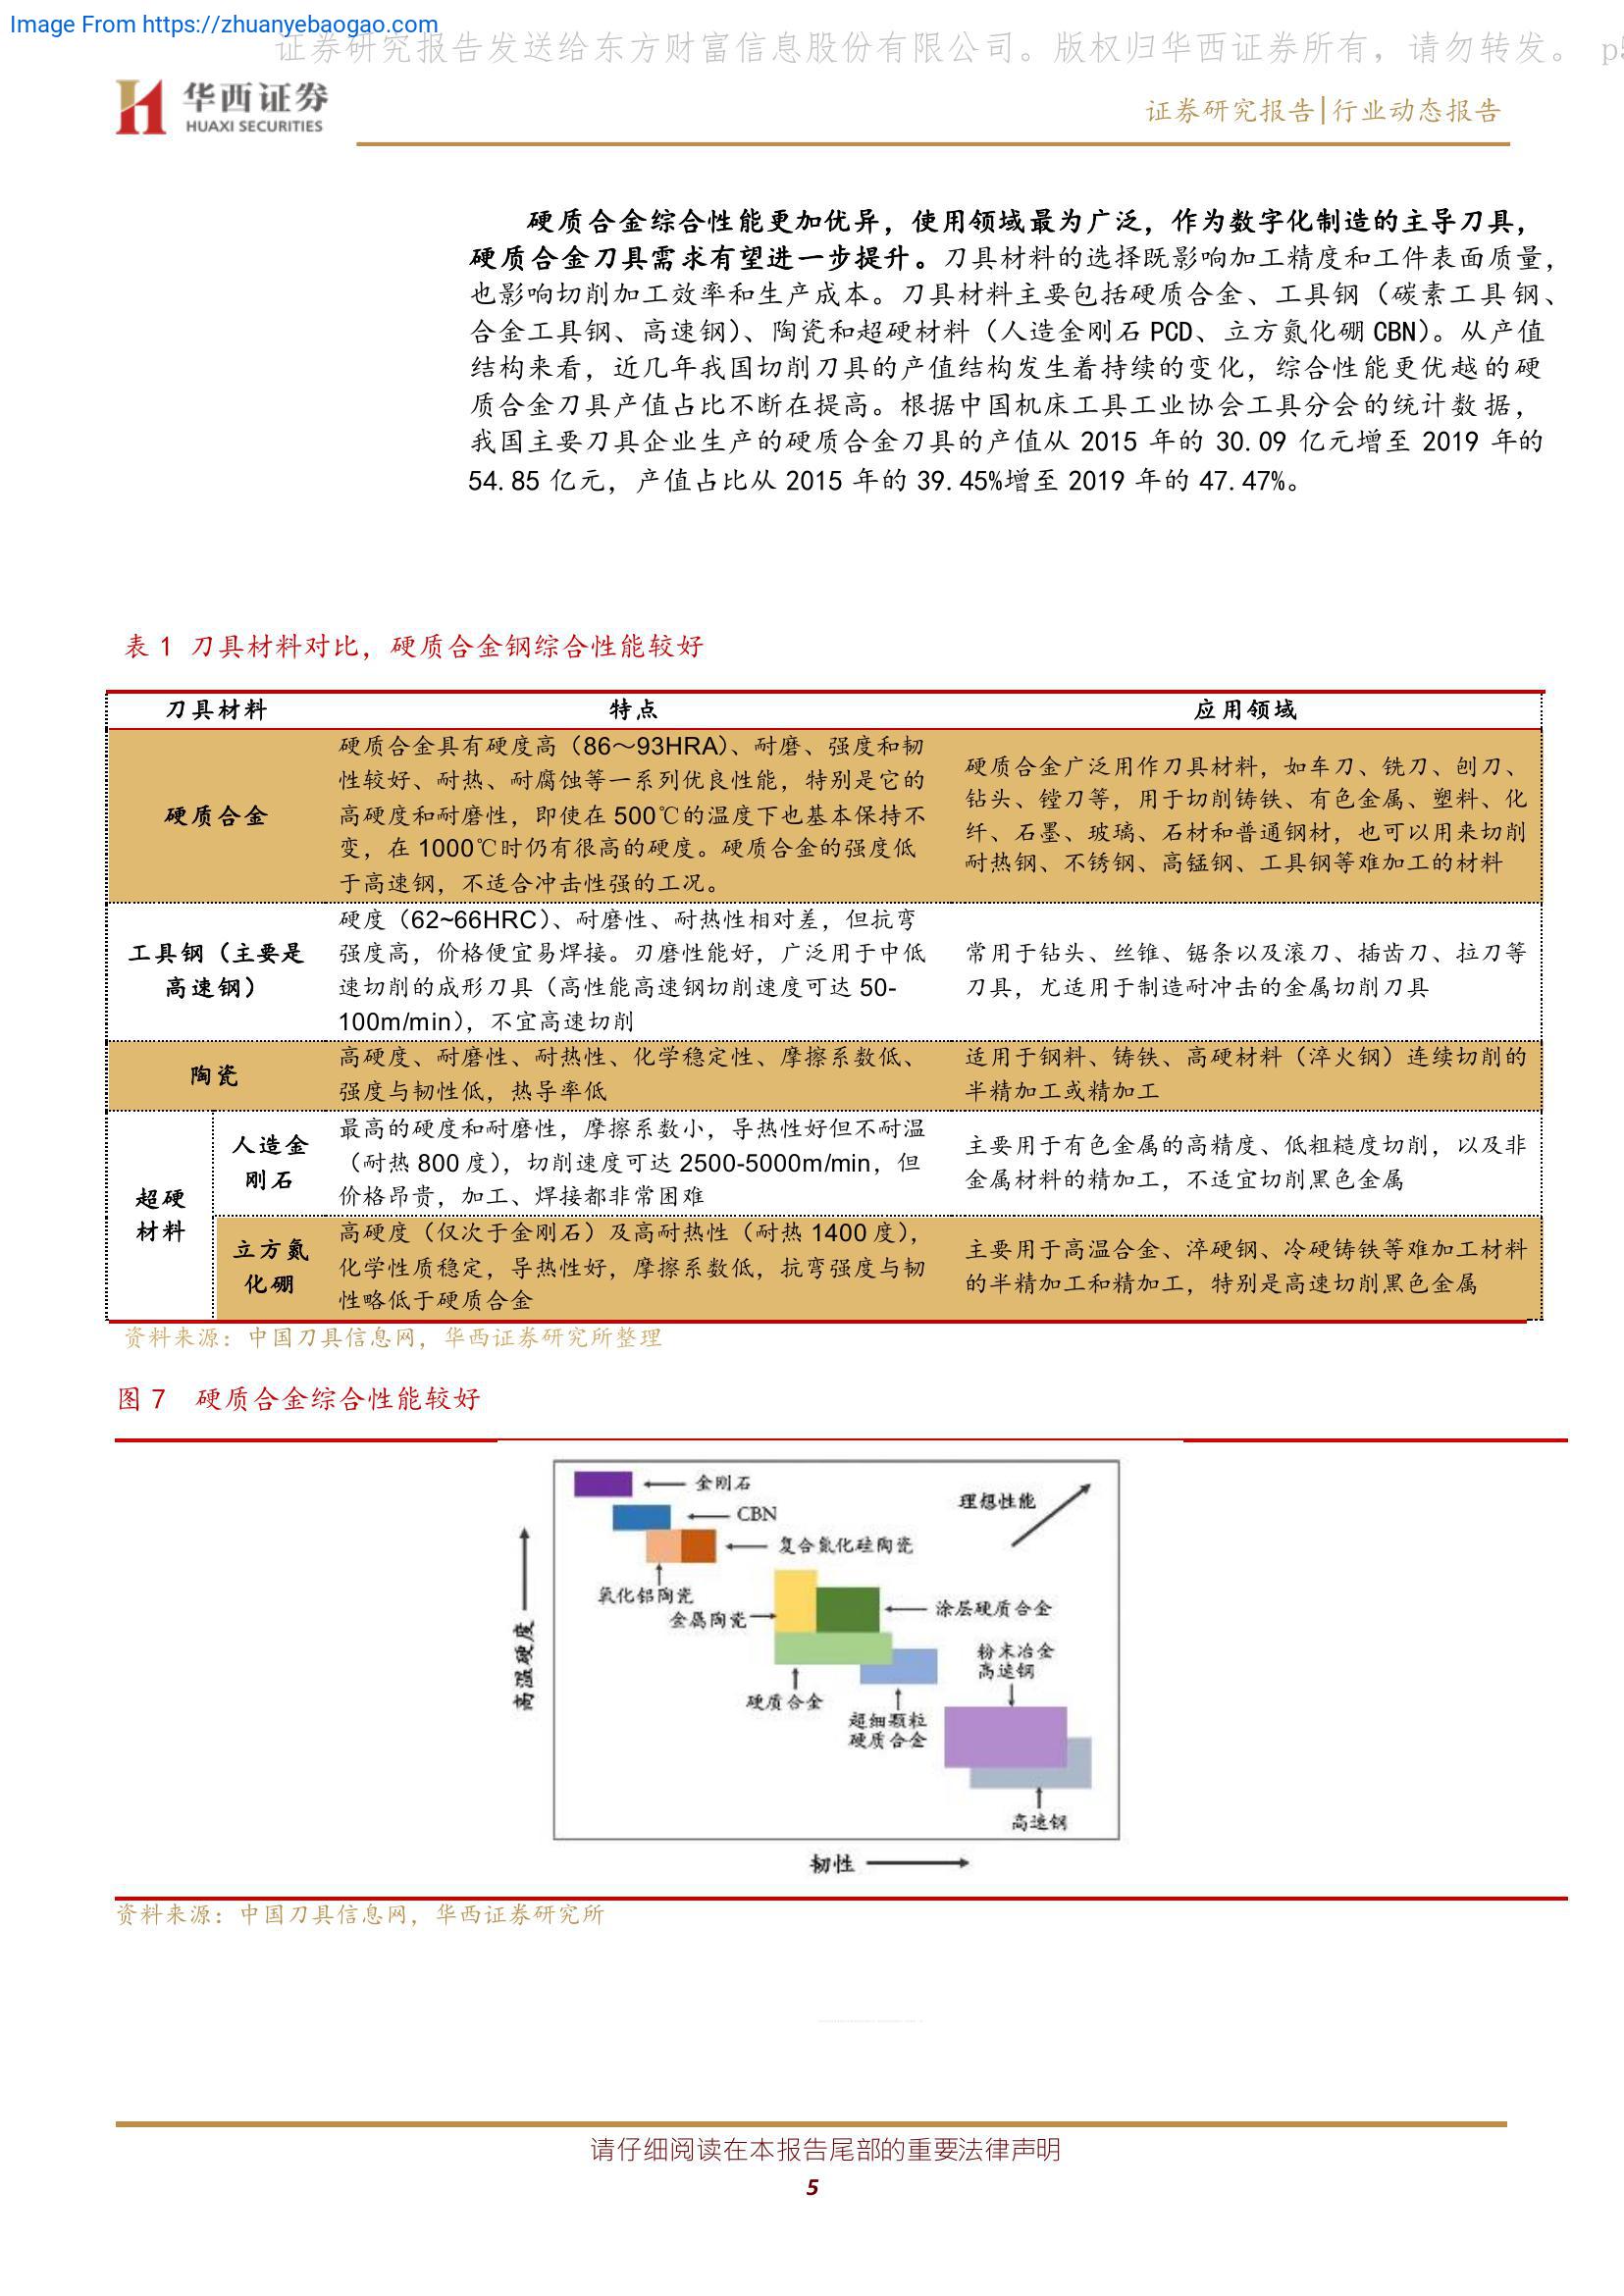 Image From https://zhuanyebaogao.com
证券研究报告发送给东方财富信息股份有限公司。版权归华西证券所有，请勿转发。 p5
华西证券
HUAXI SECURITIES
证券研究报告|行业动态报告
硬质合金综合性能更加优异，使用领域最为广泛，作为数字化制造的主导刀具，
硬质合金刀具需求有望进一步提升。刀具材料的选择既影响加工精度和工件表面质量，
也影响切削加工效率和生产成本。刀具材料主要包括硬质合金、工具钢（碳素工具钢、
合金工具钢、高速钢）、陶瓷和超硬材料（人造金刚石 PCD、立方氮化硼 CBN）。从产值
结构来看，近几年我国切削刀具的产值结构发生着持续的变化，综合性能更优越的硬
质合金刀具产值占比不断在提高。根据中国机床工具工业协会工具分会的统计数据，
我国主要刀具企业生产的硬质合金刀具的产值从 2015 年的 30.09 亿元增至 2019 年的
54.85 亿元，产值占比从 2015 年的 39.45%增至 2019 年的 47.47%。
表 1 刀具材料对比，硬质合金钢综合性能较好
刀具材料 特点 应用领域
硬质合金
硬质合金具有硬度高（86～93HRA）、耐磨、强度和韧
性较好、耐热、耐腐蚀等一系列优良性能，特别是它的
高硬度和耐磨性，即使在 500℃的温度下也基本保持不
变，在 1000℃时仍有很高的硬度。硬质合金的强度低
于高速钢，不适合冲击性强的工况。
硬质合金广泛用作刀具材料，如车刀、铣刀、刨刀、
钻头、镗刀等，用于切削铸铁、有色金属、塑料、化
纤、石墨、玻璃、石材和普通钢材，也可以用来切削
耐热钢、不锈钢、高锰钢、工具钢等难加工的材料
工具钢（主要是
高速钢）
硬度（62~66HRC）、耐磨性、耐热性相对差，但抗弯
强度高，价格便宜易焊接。刃磨性能好，广泛用于中低
速切削的成形刀具（高性能高速钢切削速度可达 50-
100m/min），不宜高速切削
常用于钻头、丝锥、锯条以及滚刀、插齿刀、拉刀等
刀具，尤适用于制造耐冲击的金属切削刀具
陶瓷
高硬度、耐磨性、耐热性、化学稳定性、摩擦系数低、
强度与韧性低，热导率低
适用于钢料、铸铁、高硬材料（淬火钢）连续切削的
半精加工或精加工
超硬
材料
人造金
刚石
最高的硬度和耐磨性，摩擦系数小，导热性好但不耐温
（耐热 800 度），切削速度可达 2500-5000m/min，但
价格昂贵，加工、焊接都非常困难
主要用于有色金属的高精度、低粗糙度切削，以及非
金属材料的精加工，不适宜切削黑色金属
立方氮
化硼
高硬度（仅次于金刚石）及高耐热性（耐热 1400 度），
化学性质稳定，导热性好，摩擦系数低，抗弯强度与韧
性略低于硬质合金
主要用于高温合金、淬硬钢、冷硬铸铁等难加工材料
的半精加工和精加工，特别是高速切削黑色金属
资料来源：中国刀具信息网，华西证券研究所整理
图 7 硬质合金综合性能较好
金刚石
CBN
理想性能
复合氮化硅陶瓷
氧化铝陶瓷
金属陶瓷
涂层硬质合金
粉末冶金
高速钢
硬质合金
超细颗粒
硬质合金
高速钢
高强硬度
韧性
资料来源：中国刀具信息网，华西证券研究所
请仔细阅读在本报告尾部的重要法律声明
5